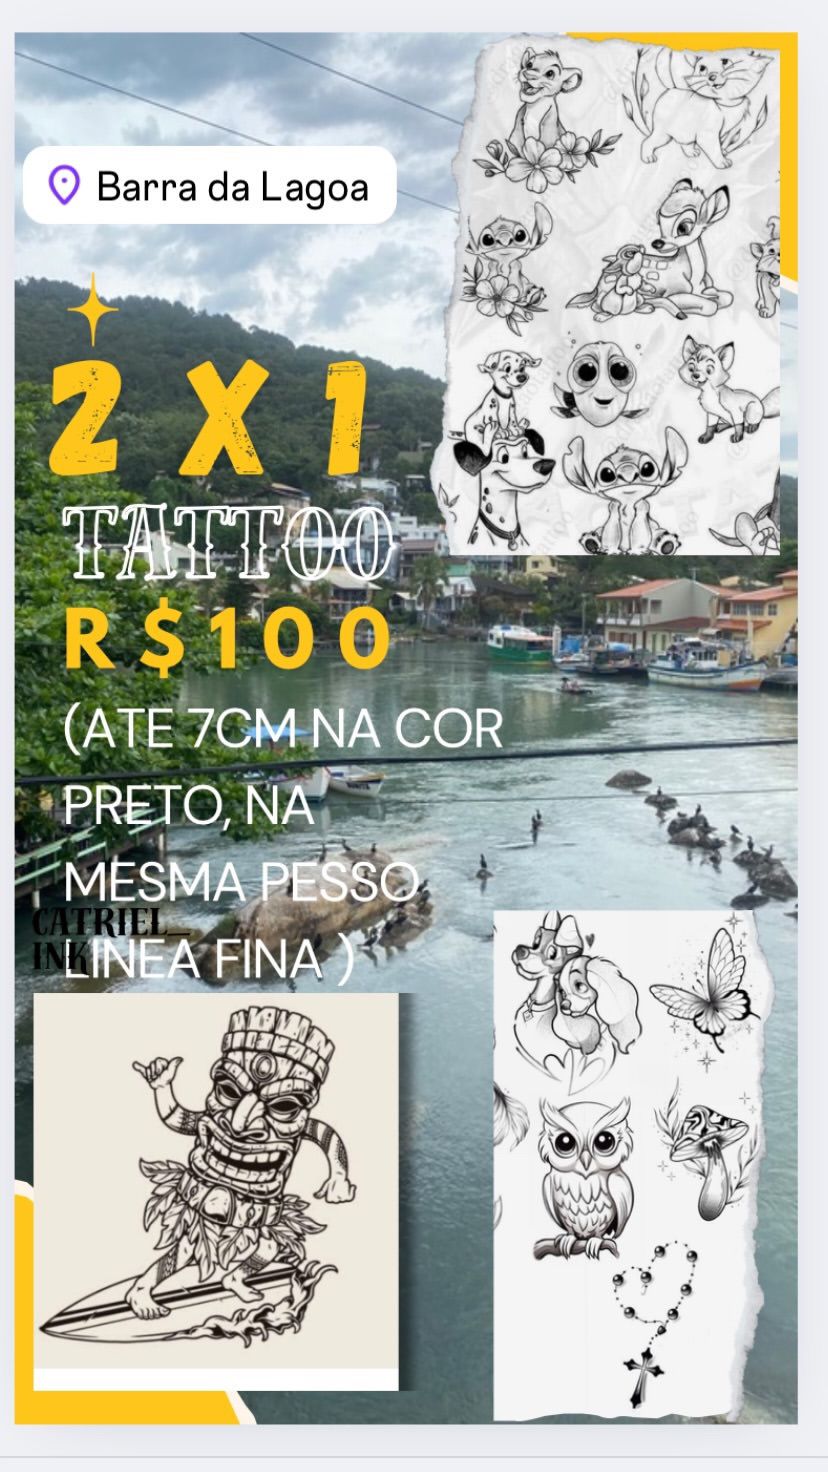 Barra da Lagoa
2 X 1
TATTOO
R$100
(ATE 7CM NA COR
PRETO, NA
MESMA PESSO
LINEA FINA )
CATRIEL_
INK